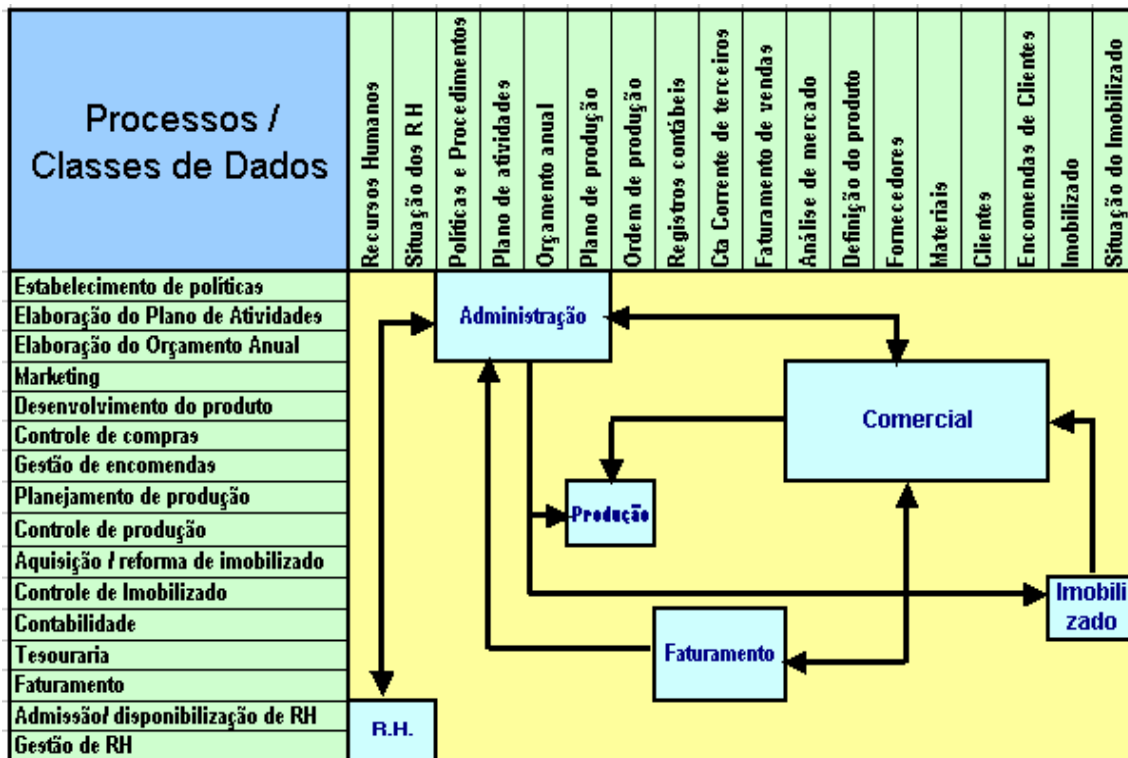 Processos /
Classes de Dados
Recursos Humanos
Situação dos RH
Políticas e Procedimentos
Plano de atividades
Orçamento anual
Plano de produção
Ordem de produção
Registros contábeis
Cta Corrente de terceiros
Faturamento de vendas
Análise de mercado
Definição do produto
Fornecedores
Materiais
Clientes
Encomendas de Clientes
Imobilizado
Situação do Imobilizado
Estabelecimento de políticas
Elaboração do Plano de Atividades
Elaboração do Orçamento Anual
Marketing
Desenvolvimento do produto
Controle de compras
Gestão de encomendas
Planejamento de produção
Controle de produção
Aquisição / reforma de imobilizado
Controle de Imobilizado
Contabilidade
Tesouraria
Faturamento
Admissão/ disponibilização de RH
Gestão de RH
Administração
Comercial
Produção
Imobili
zado
Faturamento
R.H.